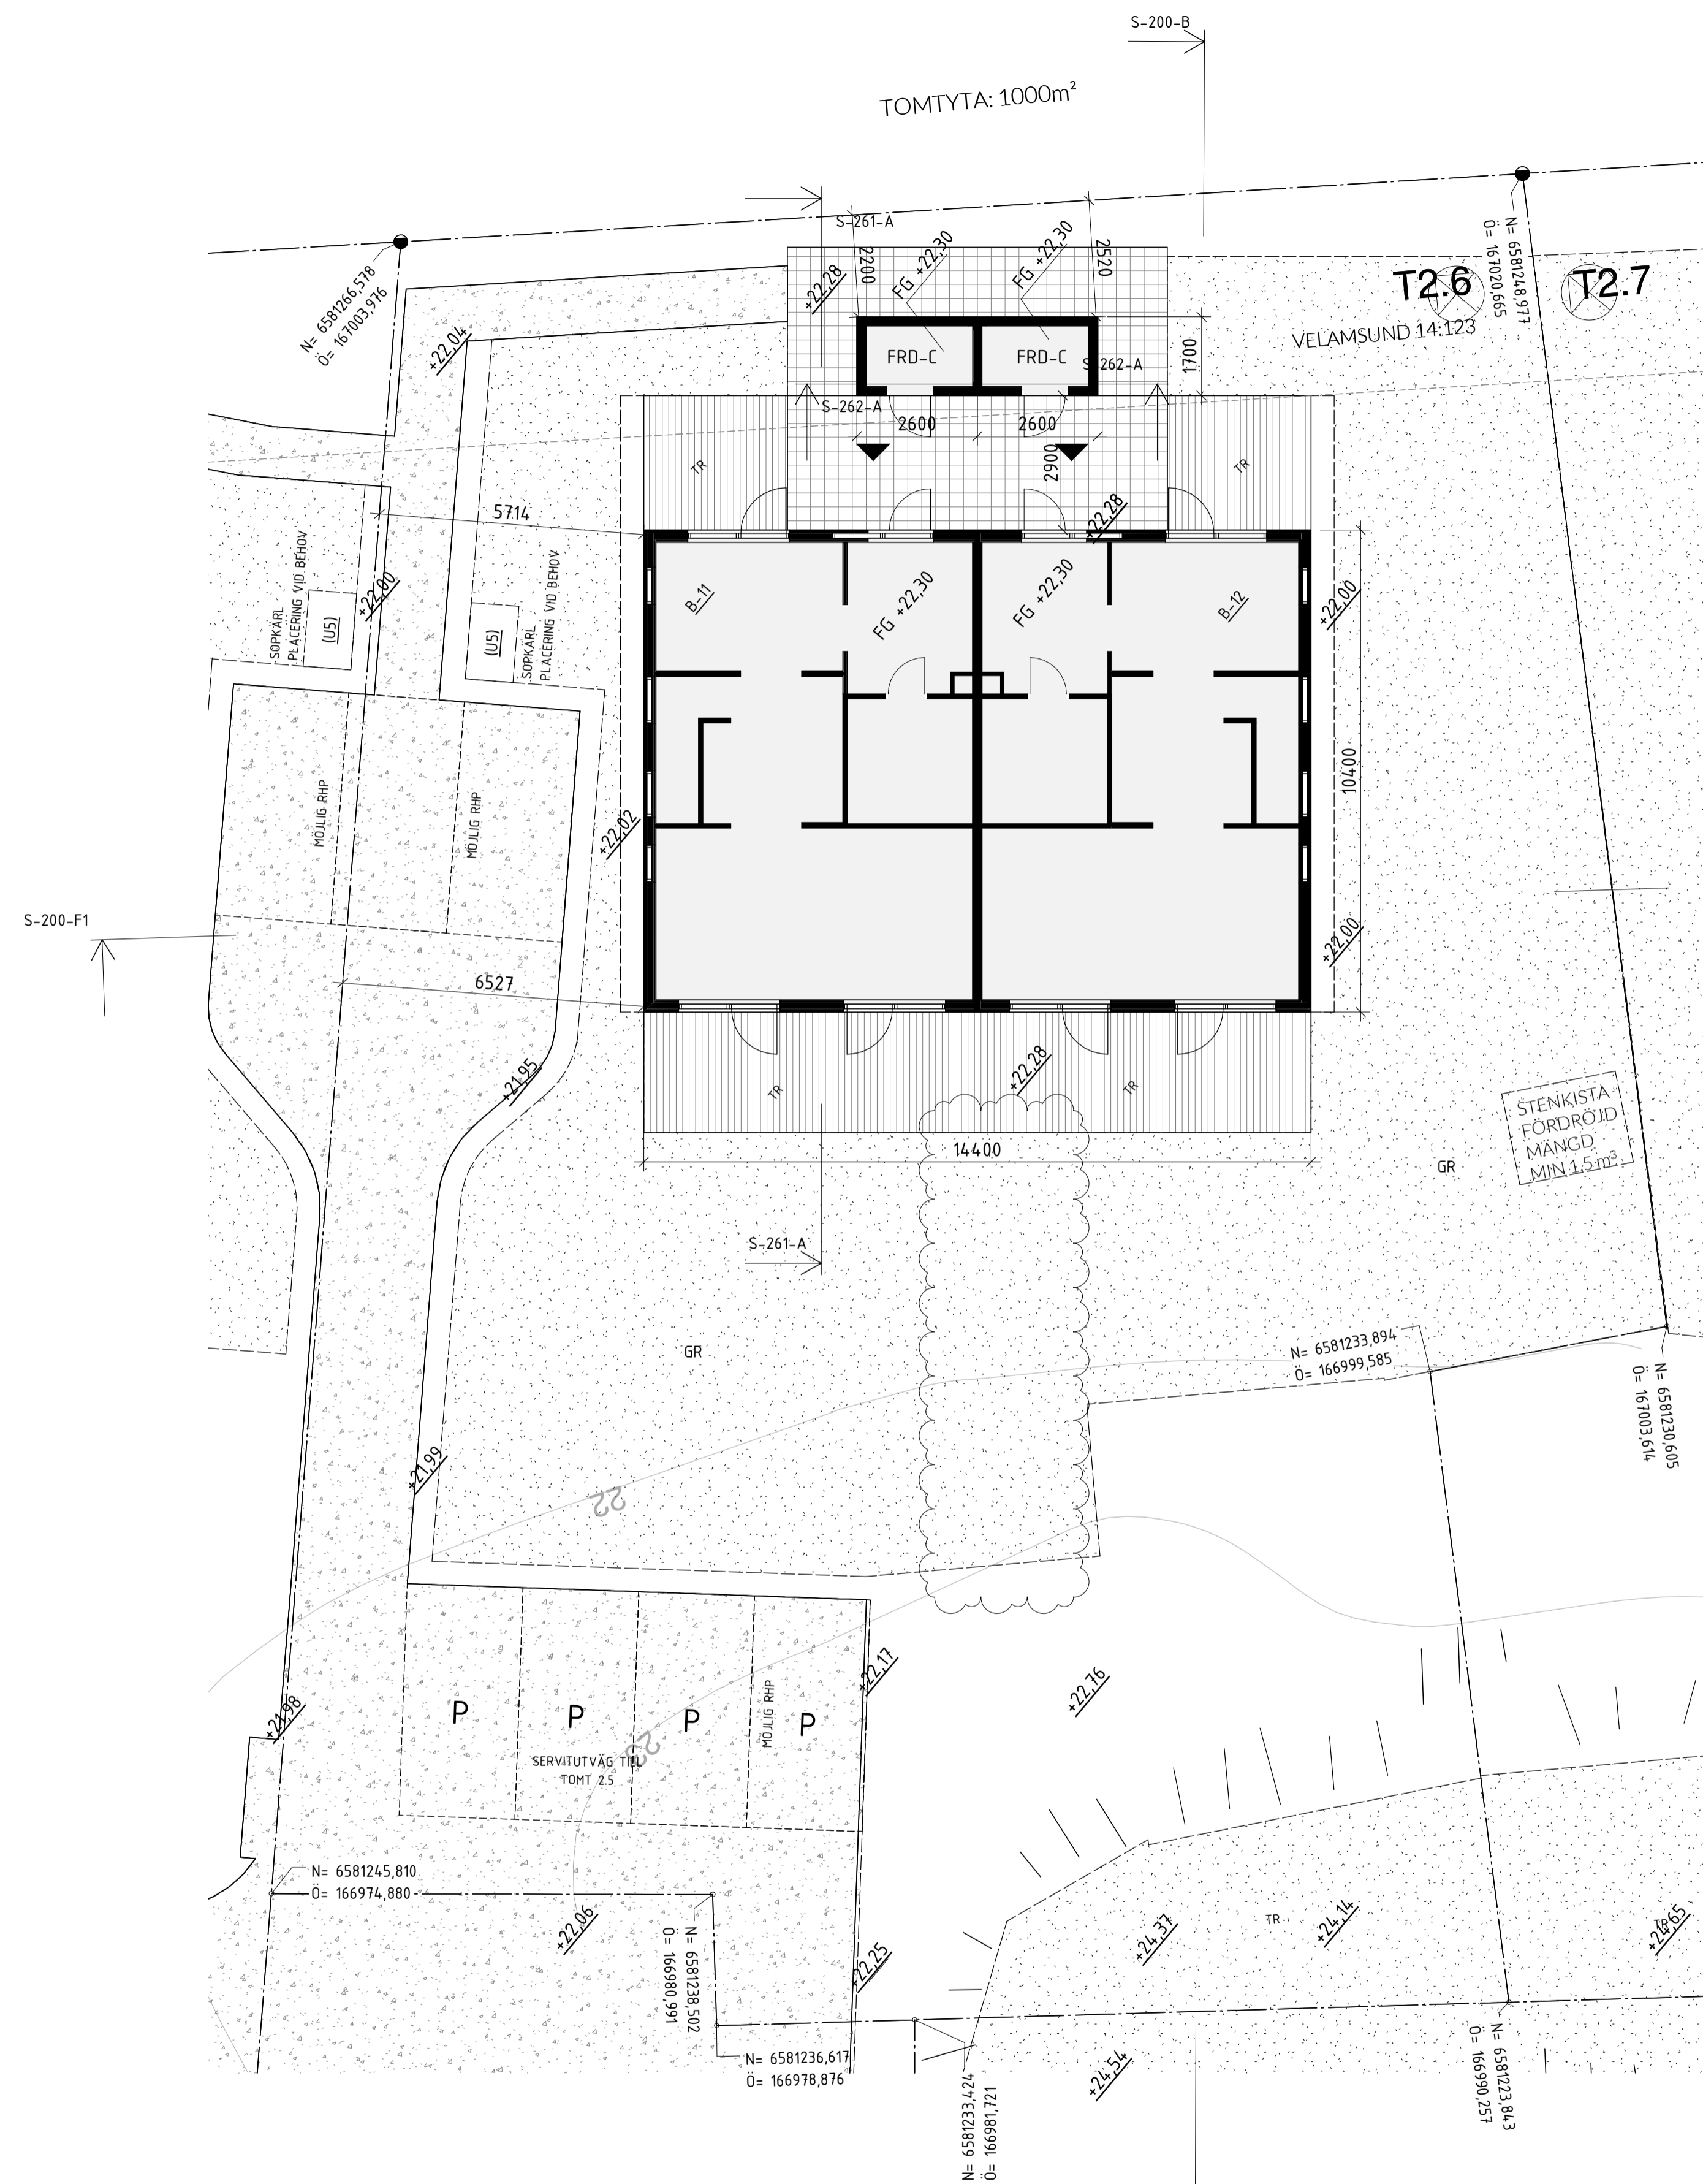 S-200-B
TOMTYTA: 1000m²
S-261-A
N= 6581266,578
Ö= 167003,976
+22,04
+22,28
2200
FG +22,30
FG +22,30
2520
N= 6581248,977
Ö= 167020,665
T2.6
T2.7
VELAMSUND 14:123
FRD-C
FRD-C
S-262-A
1700
S-262-A
2600
2600
2900
TR
TR
5714
+22,28
SOPKÄRL
PLACERING VID BEHOV
(U5)
+22,00
(U5)
SOPKÄRL
PLACERING VID BEHOV
B-11
FG +22,30
FG +22,30
B-12
+22,00
MÖJLIG RHP
MÖJLIG RHP
+22,02
10400
S-200-F1
6527
+22,00
+21,95
TR
+22,28
TR
STENKISTA
FÖRDRÖJD
MÄNGD
MIN 1,5 m³
14400
GR
S-261-A
GR
N= 6581233,894
Ö= 166999,585
N= 6581230,605
Ö= 167003,614
+21,99
22
+21,98
P
P
P
MÖJLIG RHP
P
+22,17
+22,76
23
SERVITUTVÄG TILL
TOMT 2.5
N= 6581245,810
Ö= 166974,880
+22,06
N= 6581238,502
Ö= 166980,991
+22,25
+24,37
TR
+24,14
TR
+24,65
N= 6581236,617
Ö= 166978,876
N= 6581233,424
Ö= 166981,721
+24,54
N= 6581223,843
Ö= 166990,257